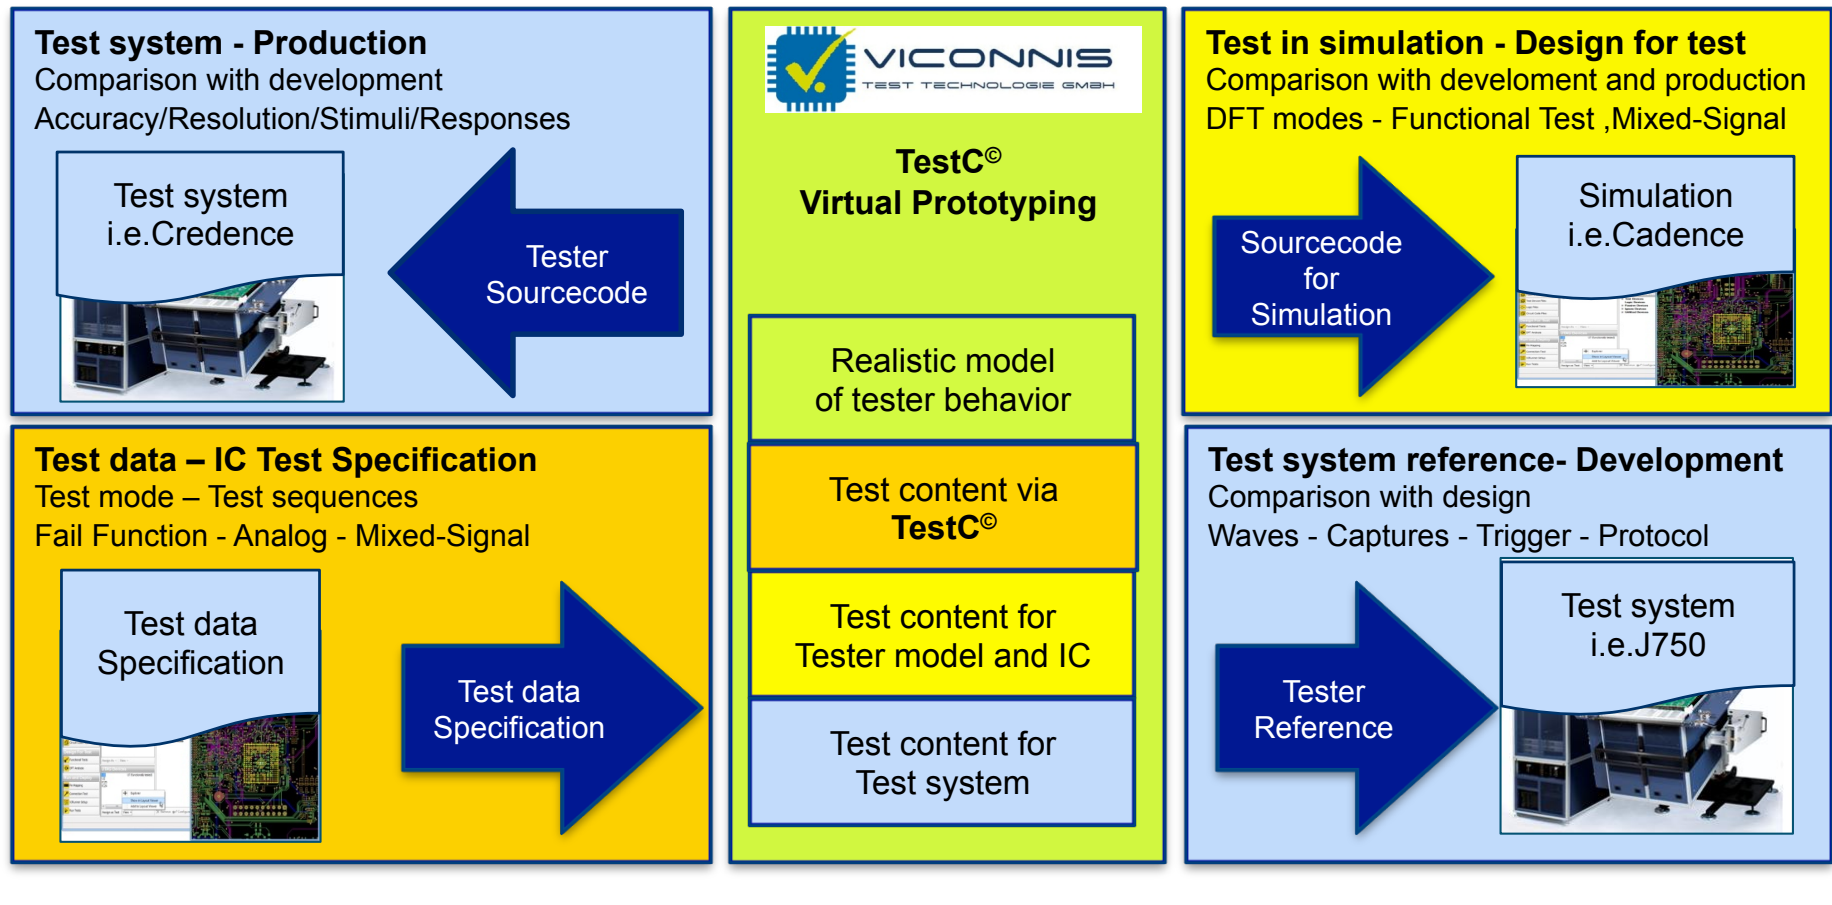 Test system - Production
Comparison with development
Accuracy/Resolution/Stimuli/Responses
Test system
i.e.Credence
Tester
Sourcecode
Test data – IC Test Specification
Test mode – Test sequences
Fail Function - Analog - Mixed-Signal
Test data
Specification
Test data
Specification
VICONNIS
TEST TECHNOLOGIE GMBH
TestC©
Virtual Prototyping
Realistic model
of tester behavior
Test content via
TestC©
Test content for
Tester model and IC
Test content for
Test system
Test in simulation - Design for test
Comparison with develoment and production
DFT modes - Functional Test ,Mixed-Signal
Sourcecode
for
Simulation
Simulation
i.e.Cadence
Test system reference- Development
Comparison with design
Waves - Captures - Trigger - Protocol
Tester
Reference
Test system
i.e.J750